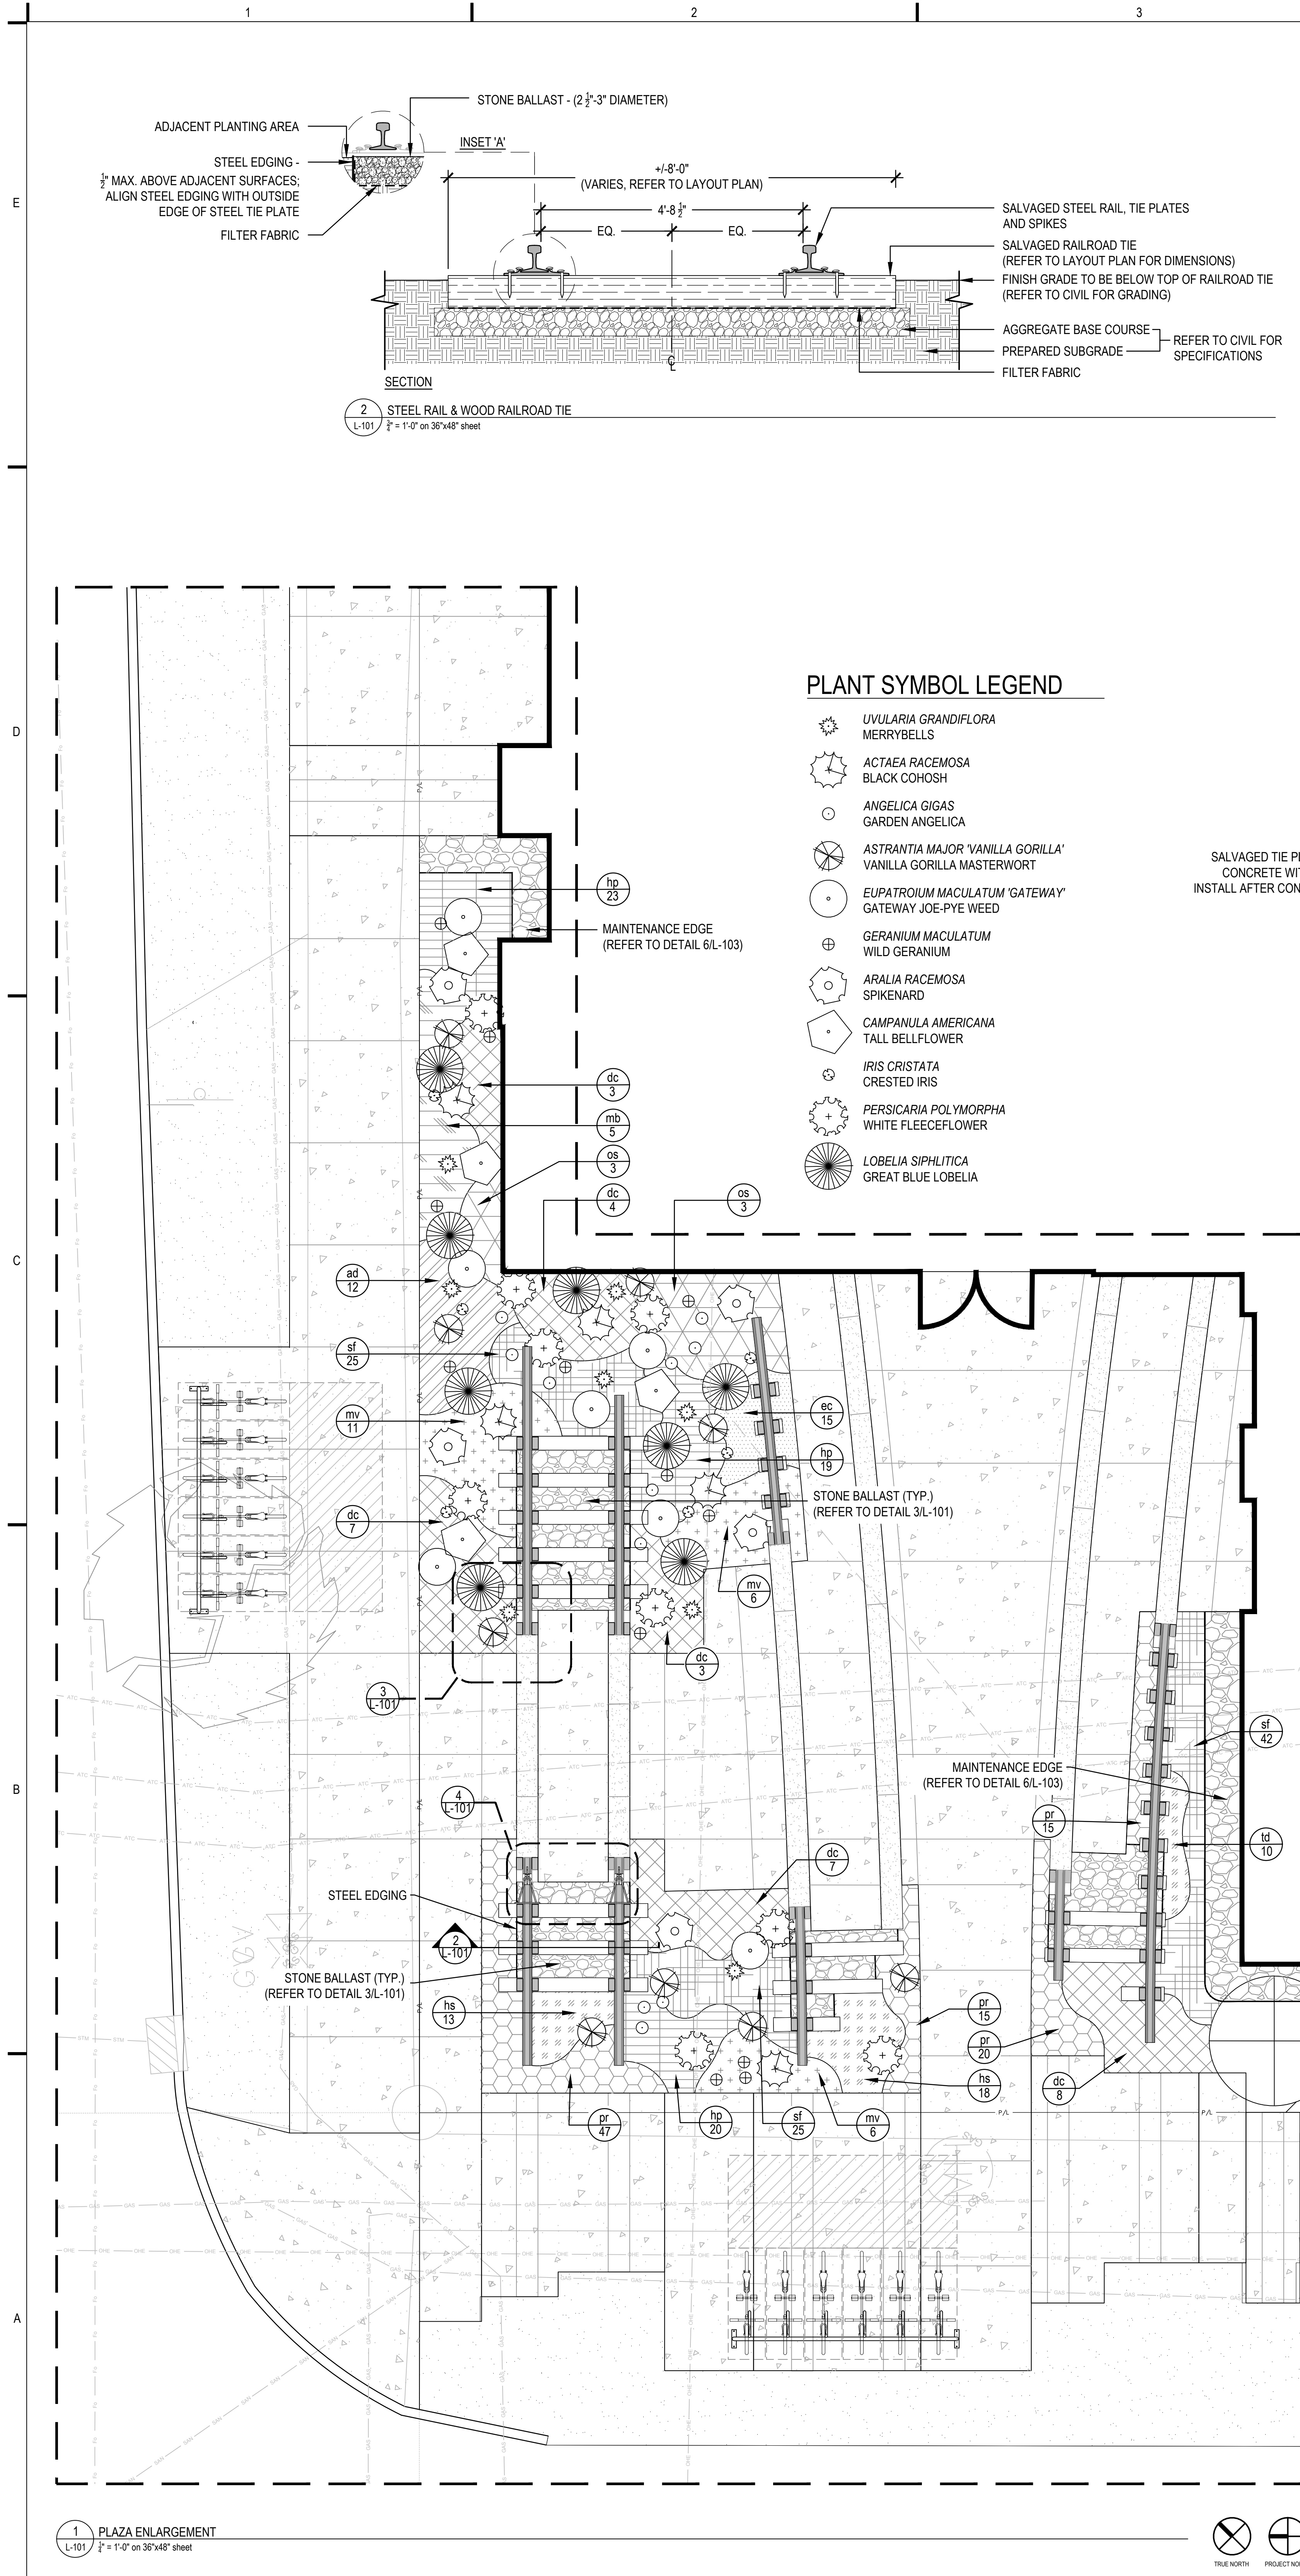 1
2
3
E
D
C
B
A
STONE BALLAST - (2 ½"-3" DIAMETER)
ADJACENT PLANTING AREA
INSET 'A'
STEEL EDGING -
½" MAX. ABOVE ADJACENT SURFACES;
ALIGN STEEL EDGING WITH OUTSIDE
EDGE OF STEEL TIE PLATE
FILTER FABRIC
+/-8'-0"
(VARIES, REFER TO LAYOUT PLAN)
4'-8 ½"
EQ.
EQ.
SALVAGED STEEL RAIL, TIE PLATES
AND SPIKES
SALVAGED RAILROAD TIE
(REFER TO LAYOUT PLAN FOR DIMENSIONS)
FINISH GRADE TO BE BELOW TOP OF RAILROAD TIE
(REFER TO CIVIL FOR GRADING)
AGGREGATE BASE COURSE
PREPARED SUBGRADE
REFER TO CIVIL FOR
SPECIFICATIONS
FILTER FABRIC
SECTION
2
L-101
STEEL RAIL & WOOD RAILROAD TIE
¾" = 1'-0" on 36"x48" sheet
PLANT SYMBOL LEGEND
UVULARIA GRANDIFLORA
MERRYBELLS
ACTAEA RACEMOSA
BLACK COHOSH
ANGELICA GIGAS
GARDEN ANGELICA
ASTRANTIA MAJOR 'VANILLA GORILLA'
VANILLA GORILLA MASTERWORT
EUPATROIUM MACULATUM 'GATEWAY'
GATEWAY JOE-PYE WEED
GERANIUM MACULATUM
WILD GERANIUM
ARALIA RACEMOSA
SPIKENARD
CAMPANULA AMERICANA
TALL BELLFLOWER
IRIS CRISTATA
CRESTED IRIS
PERSICARIA POLYMORPHA
WHITE FLEECEFLOWER
LOBELIA SIPHLITICA
GREAT BLUE LOBELIA
SALVAGED TIE
CONCRETE
INSTALL AFTER
hp
23
MAINTENANCE EDGE
(REFER TO DETAIL 6/L-103)
dc
3
mb
5
os
3
dc
4
os
3
ad
12
sf
25
mv
11
ec
15
hp
19
STONE BALLAST (TYP.)
(REFER TO DETAIL 3/L-101)
dc
7
mv
6
dc
3
3
L-101
sf
42
MAINTENANCE EDGE
(REFER TO DETAIL 6/L-103)
4
L-101
pr
15
td
10
dc
7
STEEL EDGING
2
L-101
STONE BALLAST (TYP.)
(REFER TO DETAIL 3/L-101)
hs
13
pr
15
pr
20
hs
18
dc
8
pr
47
hp
20
sf
25
mv
6
P/L
P/L
1
L-101
PLAZA ENLARGEMENT
¼" = 1'-0" on 36"x48" sheet
TRUE NORTH
PROJECT